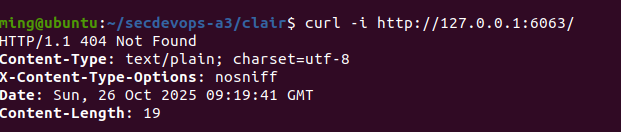 ming@ubuntu:~/secdevops-a3/clair$ curl -i http://127.0.0.1:6063/
HTTP/1.1 404 Not Found
Content-Type: text/plain; charset=utf-8
X-Content-Type-Options: nosniff
Date: Sun, 26 Oct 2025 09:19:41 GMT
Content-Length: 19